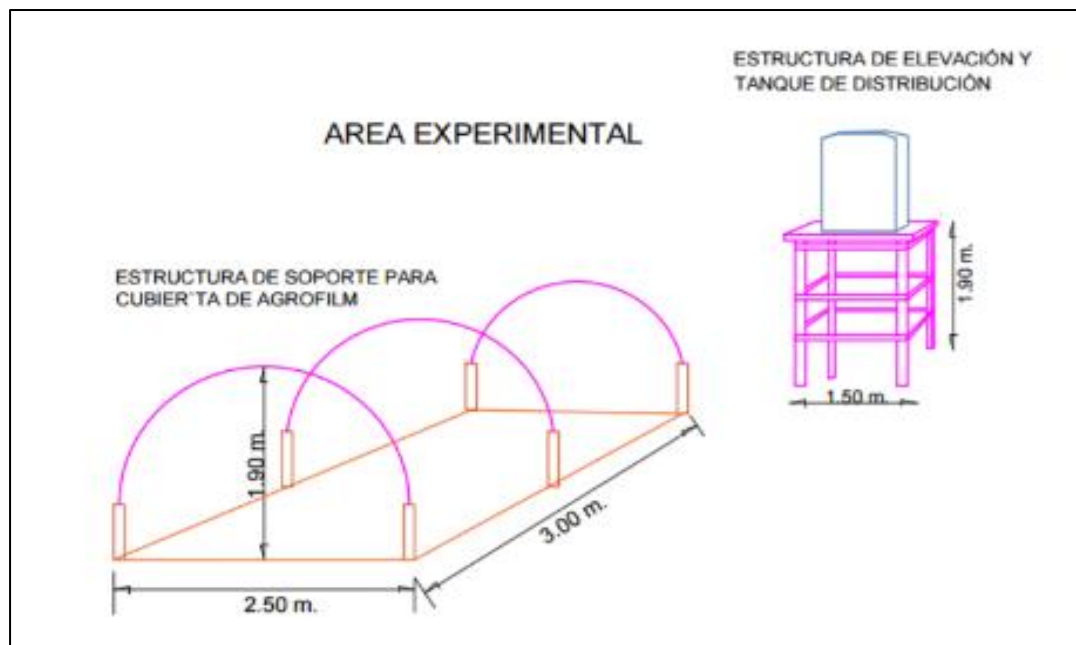 ESTRUCTURA DE ELEVACIÓN Y
TANQUE DE DISTRIBUCIÓN
AREA EXPERIMENTAL
ESTRUCTURA DE SOPORTE PARA
CUBIER´TA DE AGROFILM
1.90 m.
1.50 m.
1.90 m.
3.00 m.
2.50 m.